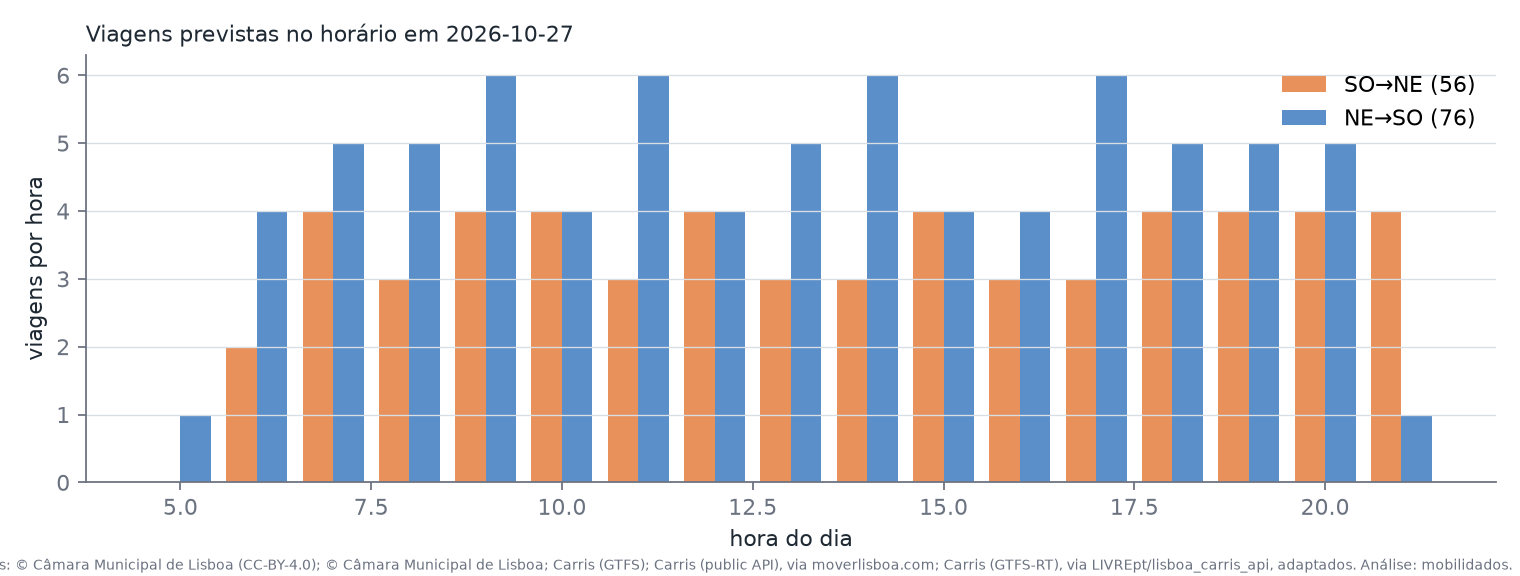 Viagens previstas no horário em 2026-10-27
SO→NE (56)
NE→SO (76)
viagens por hora
6
5
4
3
2
1
0
5.0 7.5 10.0 12.5 15.0 17.5 20.0
hora do dia
s: © Câmara Municipal de Lisboa (CC-BY-4.0); © Câmara Municipal de Lisboa; Carris (GTFS); Carris (public API), via moverlisboa.com; Carris (GTFS-RT), via LIVREpt/lisboa_carris_api, adaptados. Análise: mobilidados.